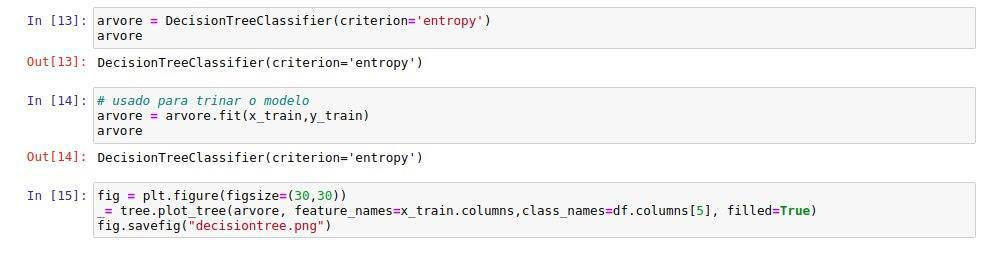 In [13]: arvore = DecisionTreeClassifier(criterion='entropy')
arvore
Out[13]: DecisionTreeClassifier(criterion='entropy')
In [14]: # usado para trinar o modelo
arvore = arvore.fit(x_train,y_train)
arvore
Out[14]: DecisionTreeClassifier(criterion='entropy')
In [15]: fig = plt.figure(figsize=(30,30))
_= tree.plot_tree(arvore, feature_names=x_train.columns,class_names=df.columns[5], filled=True)
fig.savefig("decisiontree.png")